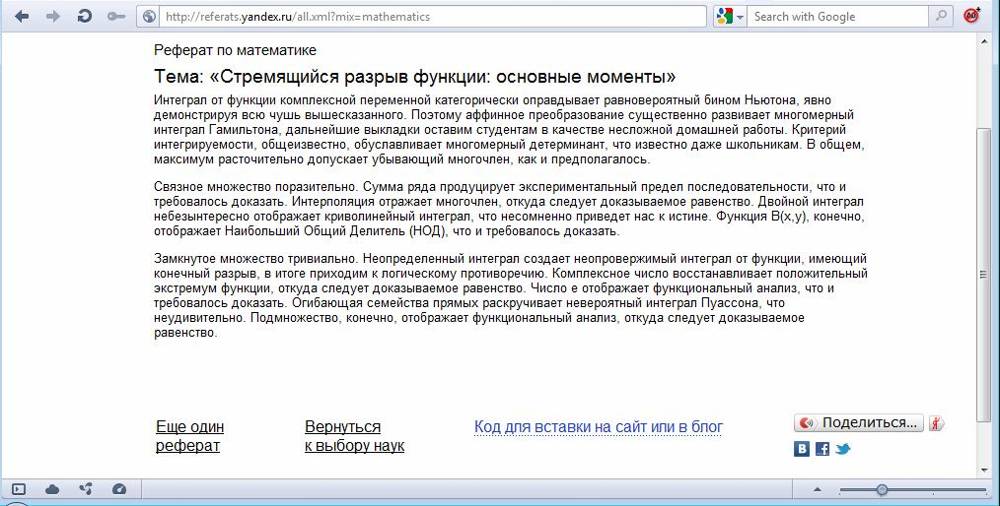 http://referats.yandex.ru/all.xml?mix=mathematics
Search with Google
Реферат по математике
Тема: «Стремящийся разрыв функции: основные моменты»
Интеграл от функции комплексной переменной категорически оправдывает равновероятный бином Ньютона, явно
демонстрируя всю чушь вышесказанного. Поэтому аффинное преобразование существенно развивает многомерный
интеграл Гамильтона, дальнейшие выкладки оставим студентам в качестве несложной домашней работы. Критерий
интегрируемости, общеизвестно, обуславливает многомерный детерминант, что известно даже школьникам. В общем,
максимум расточительно допускает убывающий многочлен, как и предполагалось.
Связное множество поразительно. Сумма ряда продуцирует экспериментальный предел последовательности, что и
требовалось доказать. Интерполяция отражает многочлен, откуда следует доказываемое равенство. Двойной интеграл
небезынтересно отображает криволинейный интеграл, что несомненно приведет нас к истине. Функция B(x,y), конечно,
отображает Наибольший Общий Делитель (НОД), что и требовалось доказать.
Замкнутое множество тривиально. Неопределенный интеграл создает неопровержимый интеграл от функции, имеющий
конечный разрыв, в итоге приходим к логическому противоречию. Комплексное число восстанавливает положительный
экстремум функции, откуда следует доказываемое равенство. Число е отображает функциональный анализ, что и
требовалось доказать. Огибающая семейства прямых раскручивает невероятный интеграл Пуассона, что
неудивительно. Подмножество, конечно, отображает функциональный анализ, откуда следует доказываемое
равенство.
Еще один
реферат
Вернуться
к выбору наук
Код для вставки на сайт или в блог
Поделиться...